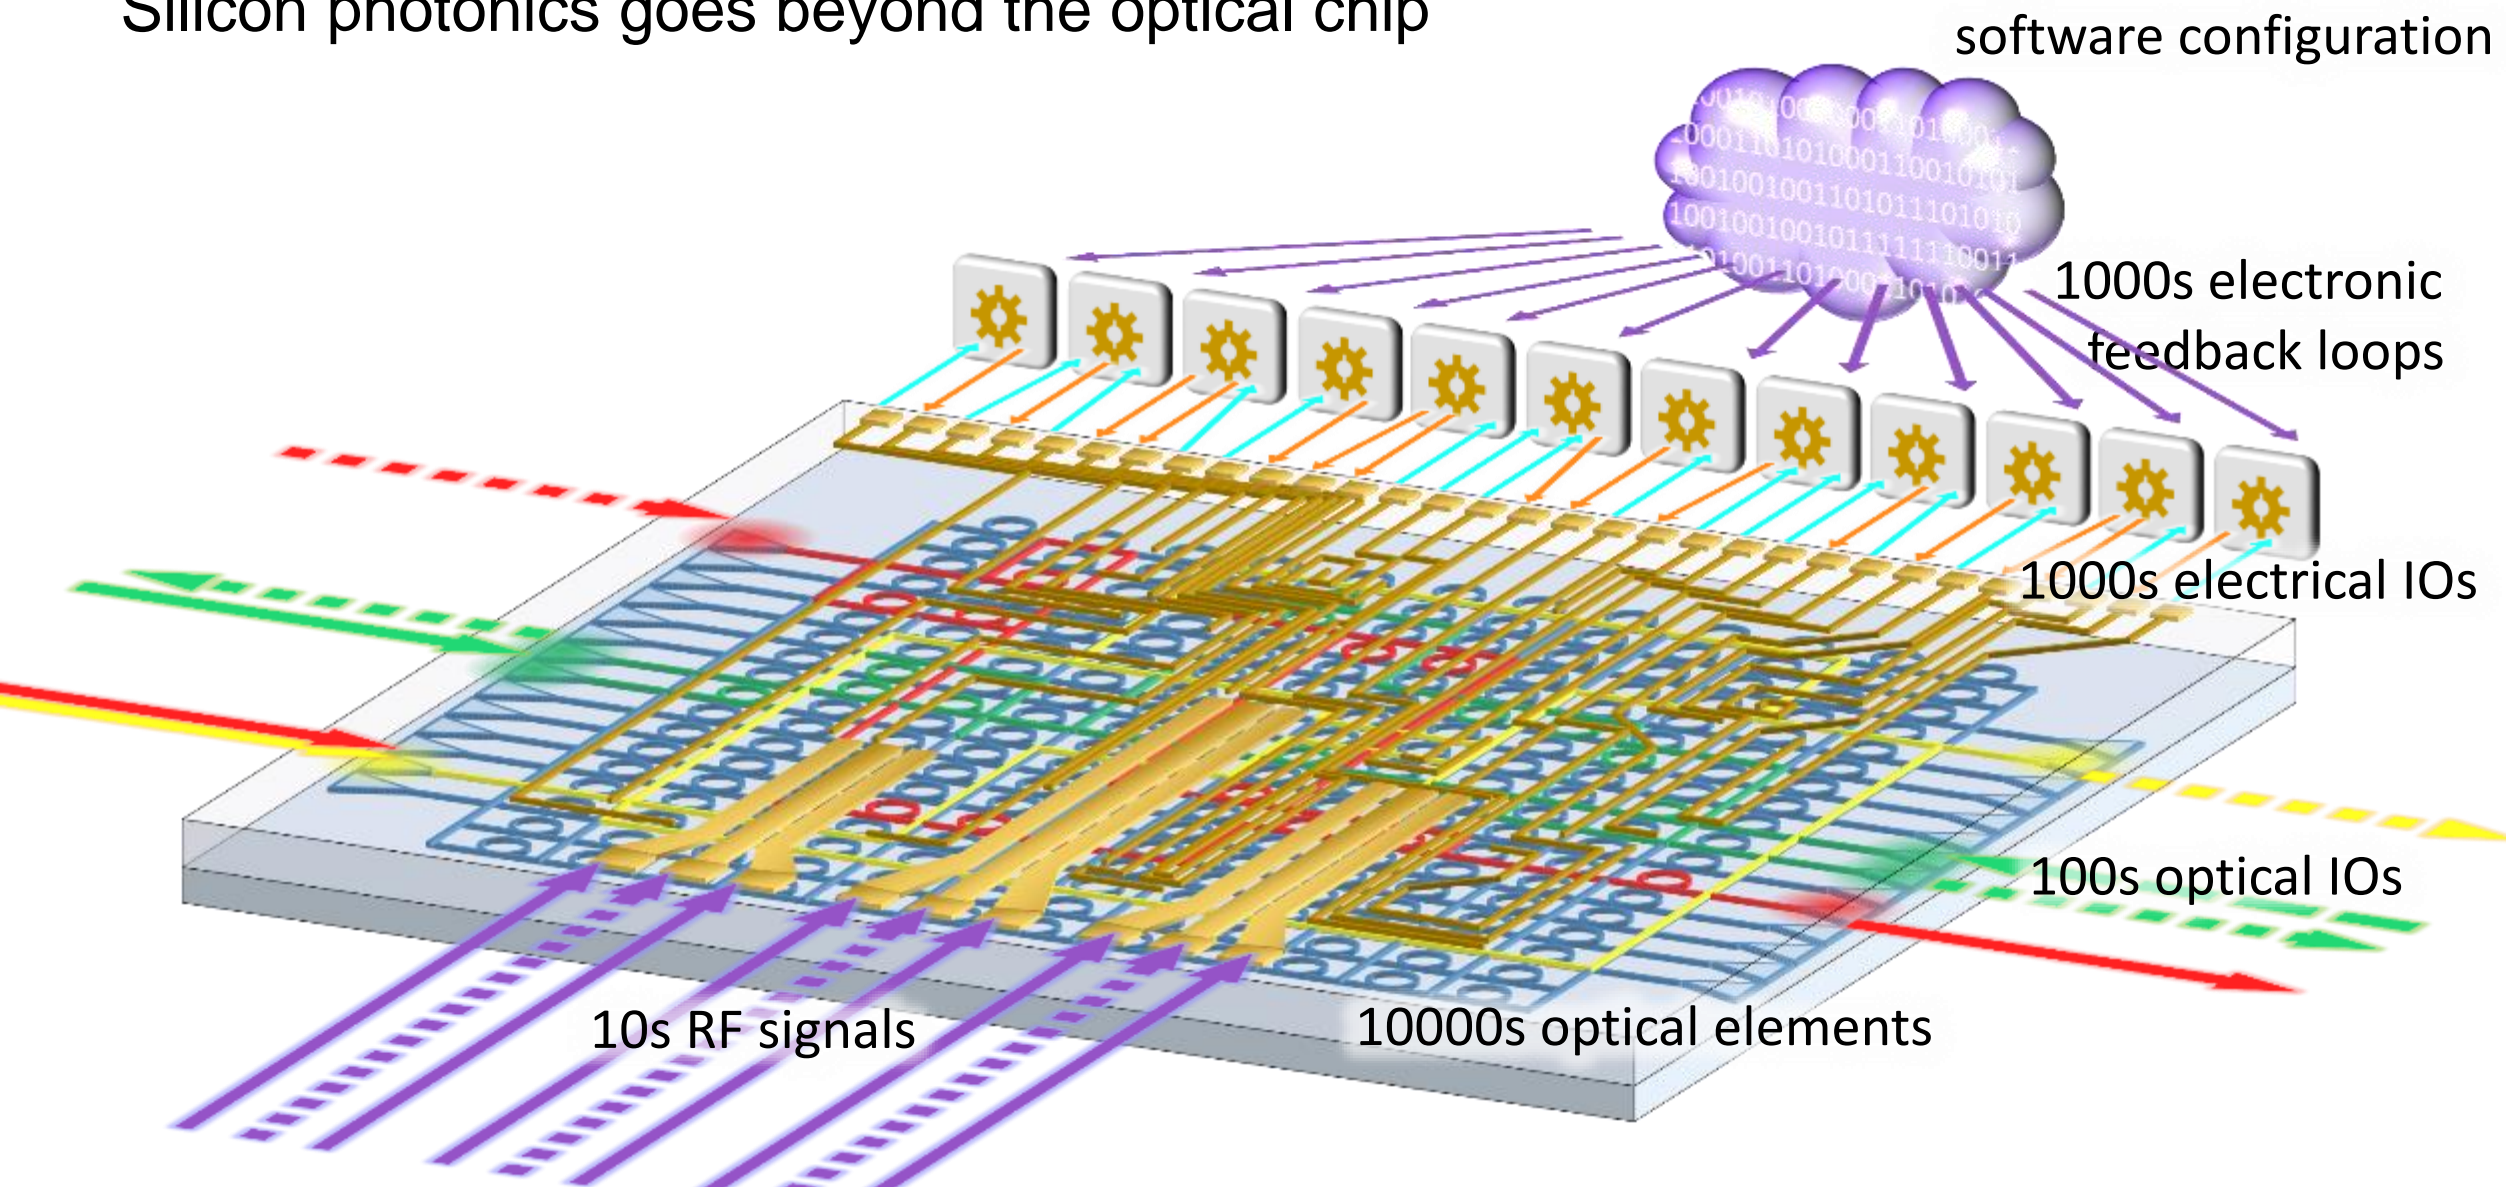 Silicon photonics goes beyond the optical chip
software configuration
1000s electronic
feedback loops
1000s electrical IOs
100s optical IOs
10s RF signals
10000s optical elements